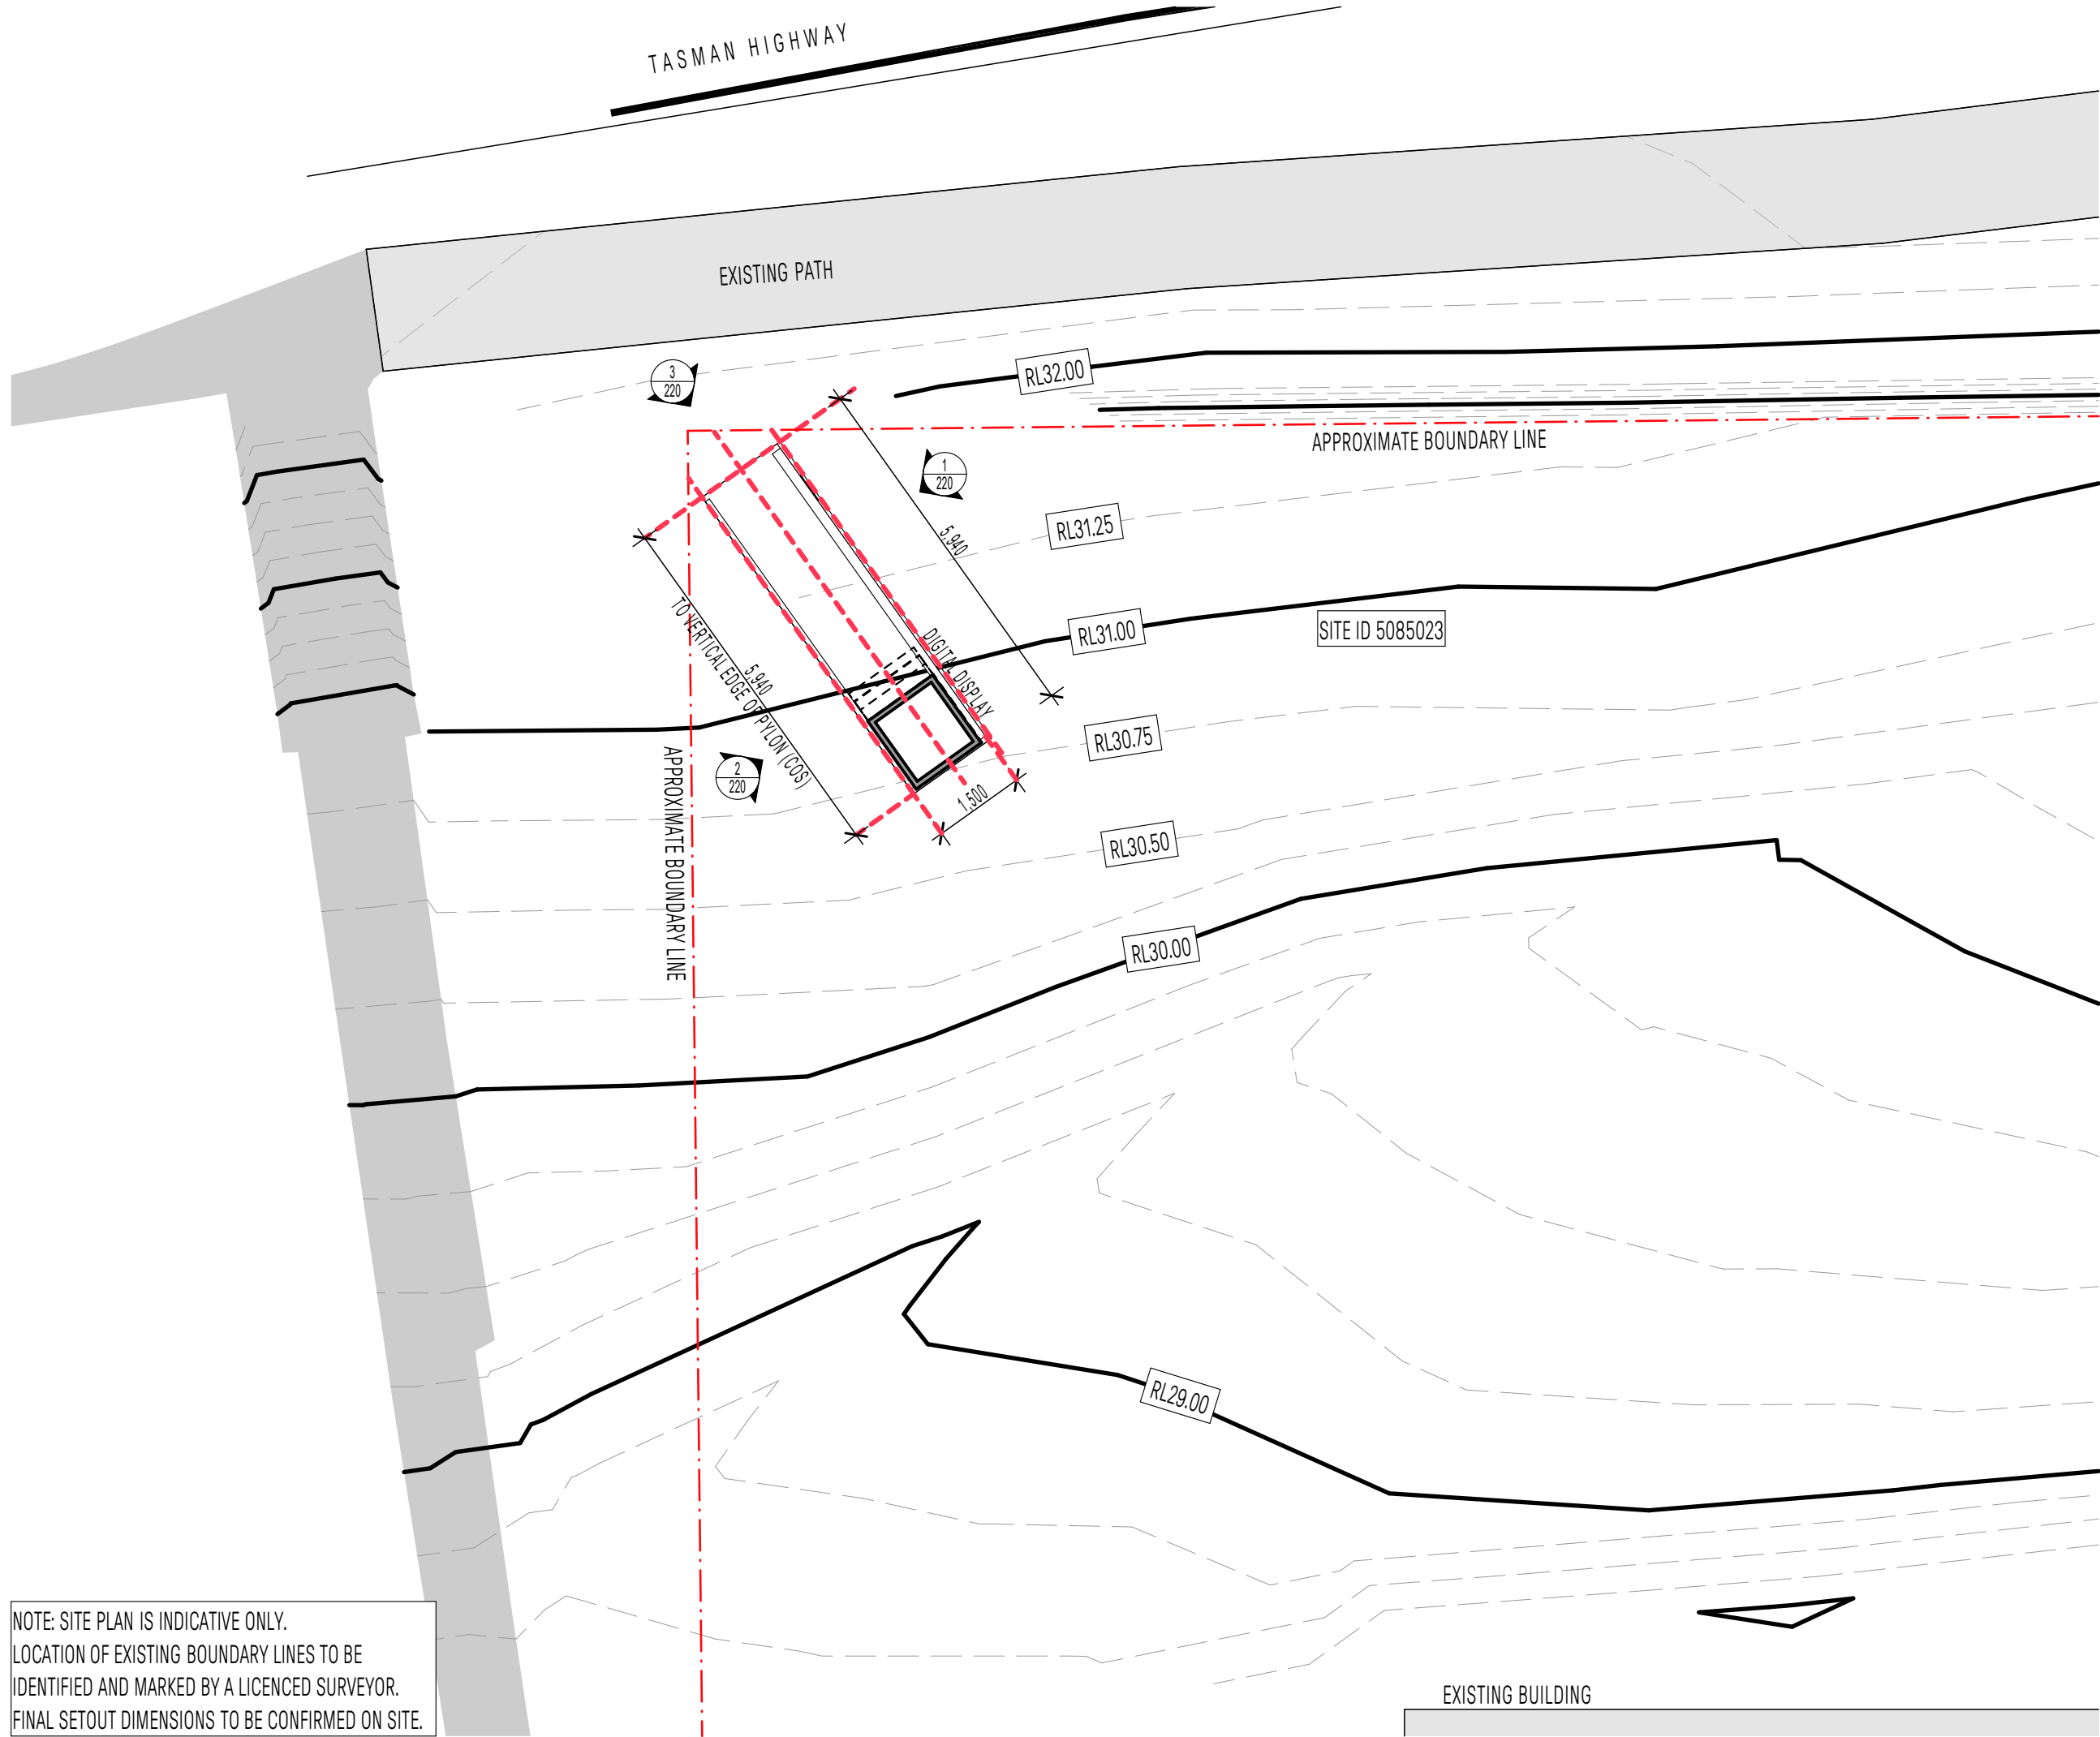 TASMAN HIGHWAY
EXISTING PATH
3
220
RL32.00
APPROXIMATE BOUNDARY LINE
1
220
RL31.25
5,940
SITE ID 5085023
RL31.00
DIGITAL DISPLAY
5,940
TO VERTICAL EDGE OF PYLON (COS)
RL30.75
2
220
1,500
APPROXIMATE BOUNDARY LINE
RL30.50
RL30.00
RL29.00
NOTE: SITE PLAN IS INDICATIVE ONLY.
LOCATION OF EXISTING BOUNDARY LINES TO BE
IDENTIFIED AND MARKED BY A LICENCED SURVEYOR.
FINAL SETOUT DIMENSIONS TO BE CONFIRMED ON SITE.
EXISTING BUILDING